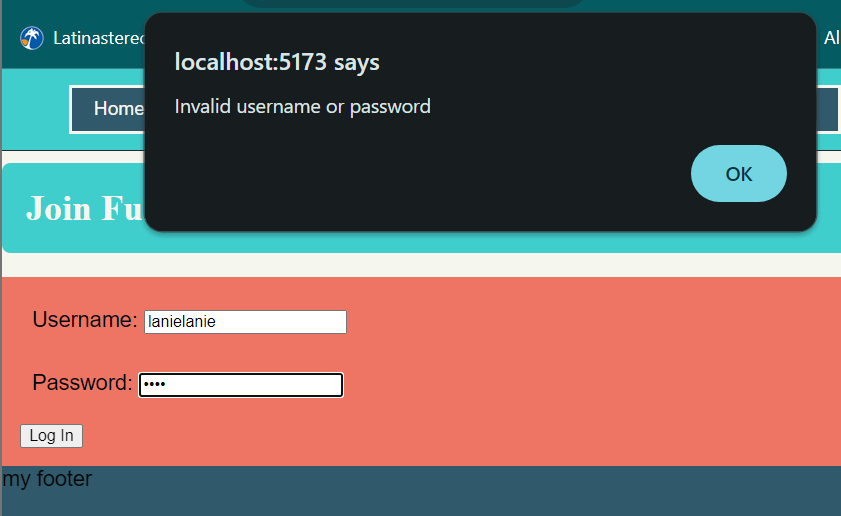 Latinastered
localhost:5173 says
Al
Invalid username or password
Home
OK
Join Fu
Username: lanielanie
Password: ••••
Log In
my footer